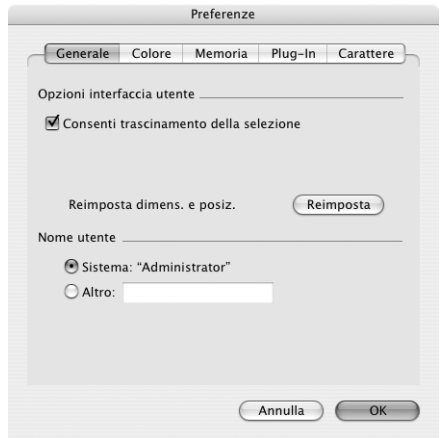 Preferenze
Generale Colore Memoria Plug-In Carattere
Opzioni interfaccia utente
Consenti trascinamento della selezione
Reimposta dimens. e posiz. Reimposta
Nome utente
Sistema: “Administrator”
Altro:
Annulla OK